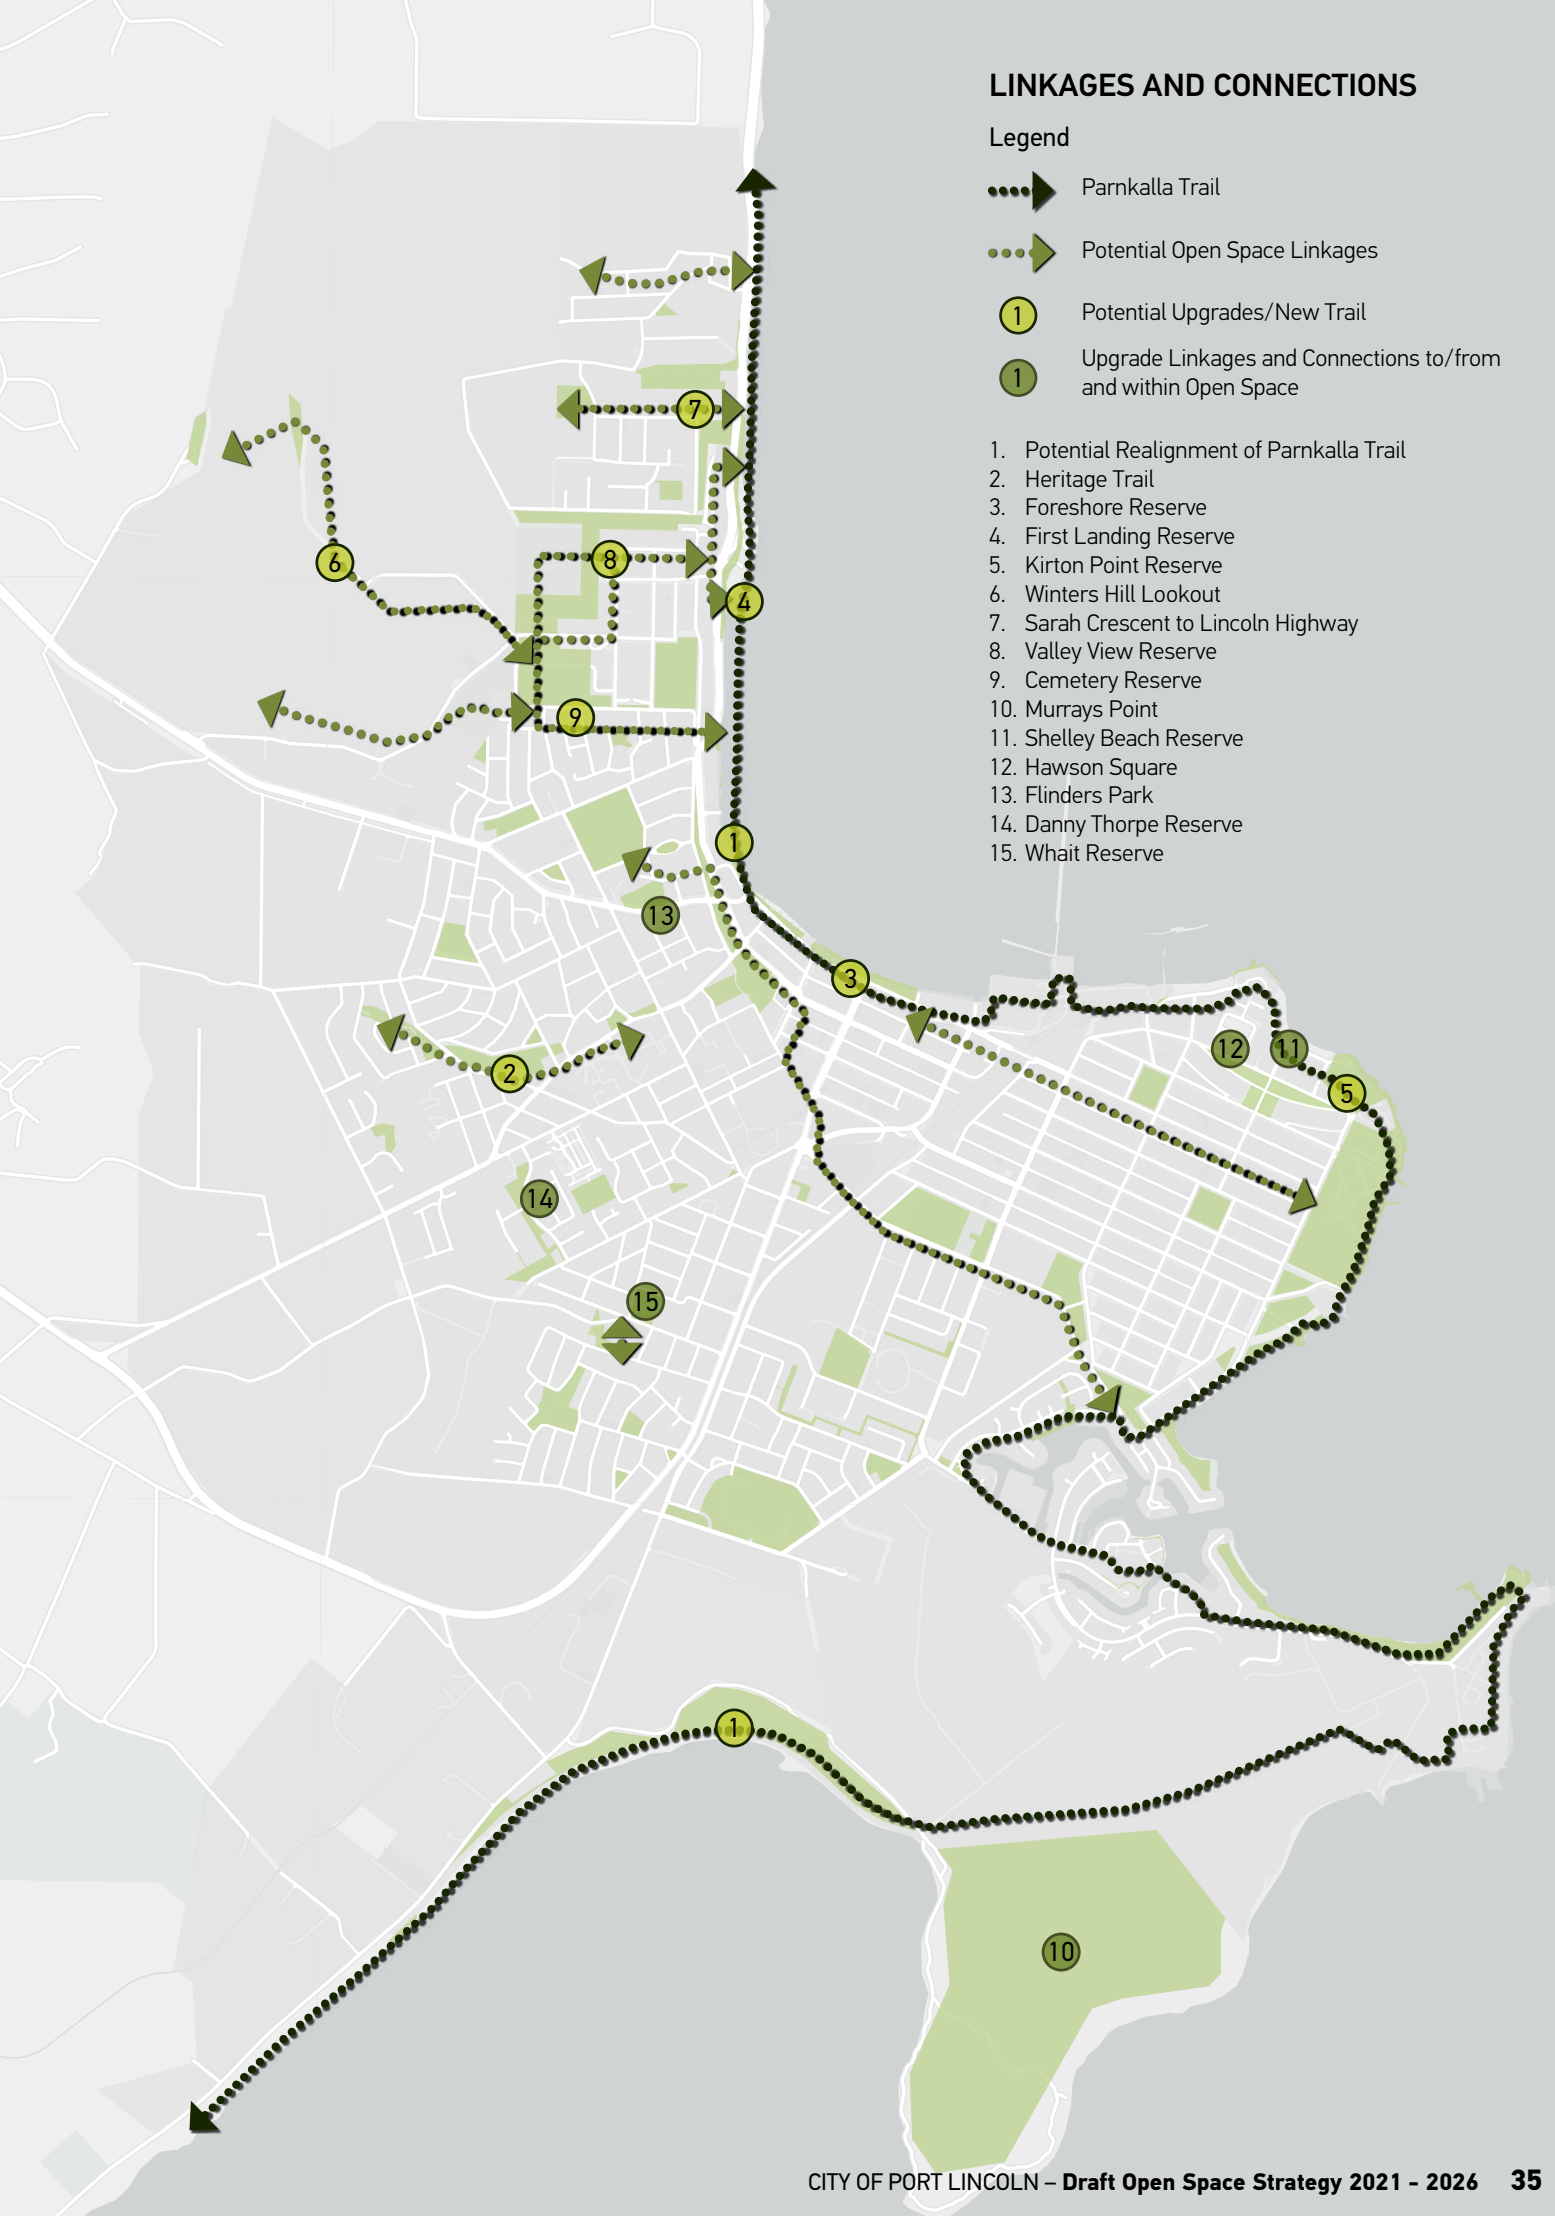 LINKAGES AND CONNECTIONS
Legend
Parnkalla Trail
Potential Open Space Linkages
1 Potential Upgrades/New Trail
1 Upgrade Linkages and Connections to/from
and within Open Space
1. Potential Realignment of Parnkalla Trail
2. Heritage Trail
3. Foreshore Reserve
4. First Landing Reserve
5. Kirton Point Reserve
6. Winters Hill Lookout
7. Sarah Crescent to Lincoln Highway
8. Valley View Reserve
9. Cemetery Reserve
10. Murrays Point
11. Shelley Beach Reserve
12. Hawson Square
13. Flinders Park
14. Danny Thorpe Reserve
15. Whait Reserve
7
8
6
4
9
1
13
3
12
11
2
5
14
15
1
10
CITY OF PORT LINCOLN – Draft Open Space Strategy 2021 - 2026 35